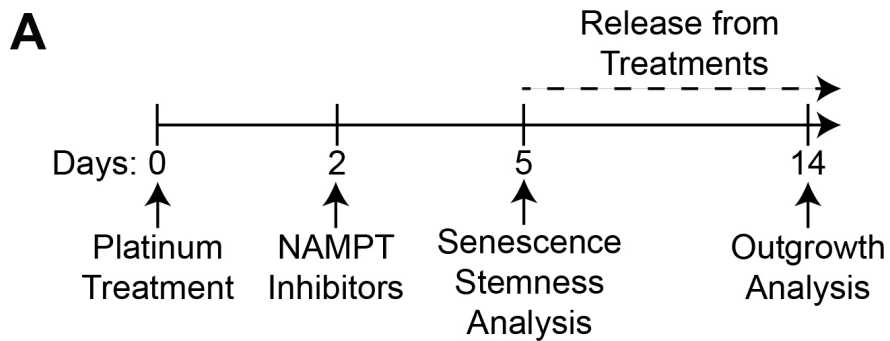 A
Release from
Treatments
Days: 0 2 5 14
Platinum
Treatment
NAMPT
Inhibitors
Senescence
Stemness
Analysis
Outgrowth
Analysis